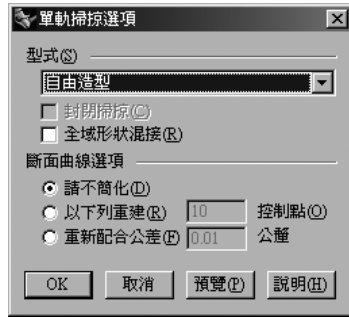 單軌掃掠選項
型式(S)
自由造型
封閉掃掠(C)
全域形狀混接(R)
斷面曲線選項
請不簡化(D)
以下列重建(R) 10 控制點(O)
重新配合公差(F) 0.01 公釐
OK 取消 預覽(P) 說明(H)